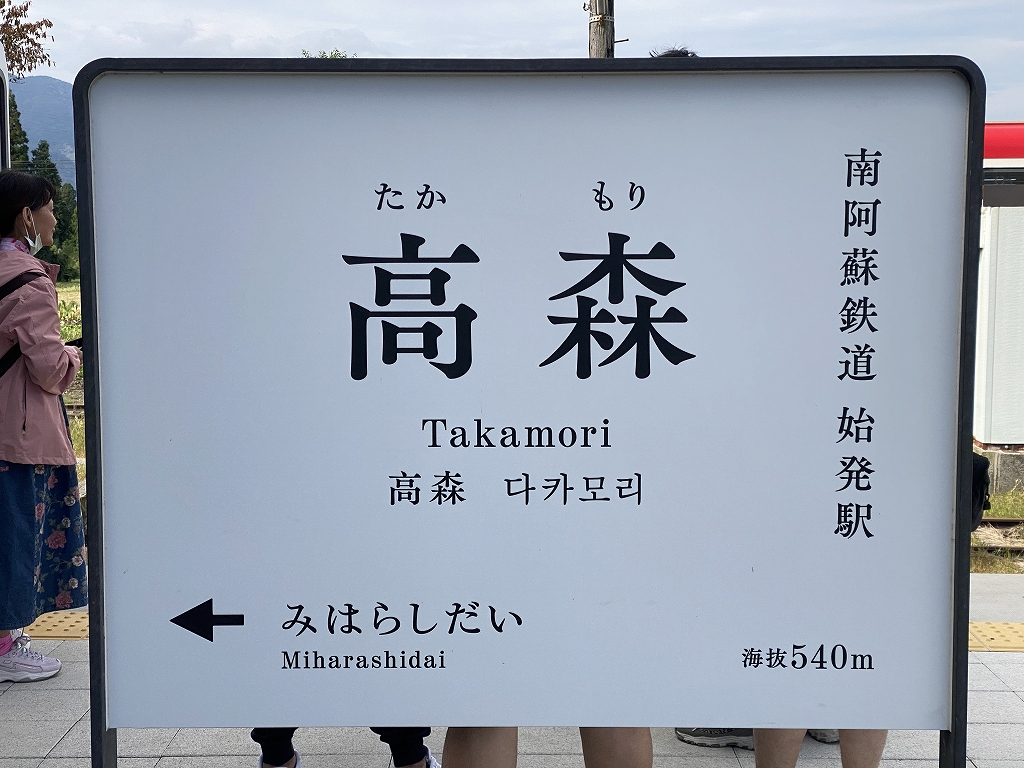 たか もり
高森
Takamori
高森 다카모리
南阿蘇鉄道 始発駅
みはらしだい
Miharashidai
海抜540m